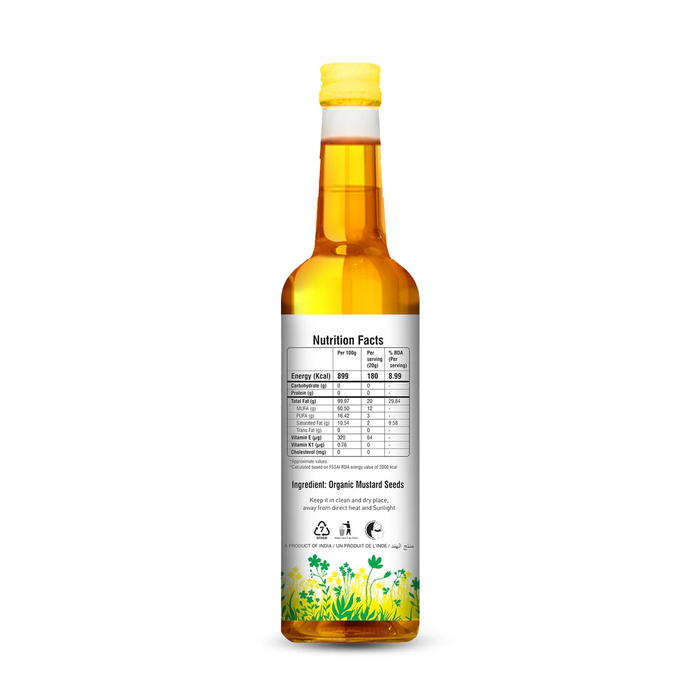 Nutrition Facts
Per 100g Per serving (20g) % RDA (Per serving)
Energy (Kcal) 899 180 8.99
Carbohydrate (g) 0 0 -
Protein (g) 0 0 -
Total Fat (g) 99.97 20 29.84
MUFA (g) 60.50 12 -
PUFA (g) 16.42 3 -
Saturated Fat (g) 10.54 2 9.58
Trans Fat (g) 0 0 -
Vitamin E (µg) 320 64 -
Vitamin K1 (µg) 0.76 0 -
Cholesterol (mg) 0 0 -
*Approximate values.
*Calculated based on FSSAI RDA energy value of 2000 kcal
Ingredient: Organic Mustard Seeds
Keep it in clean and dry place,
away from direct heat and Sunlight
?
OTHER
A PRODUCT OF INDIA / UN PRODUIT DE L'INDE / منتج الهند